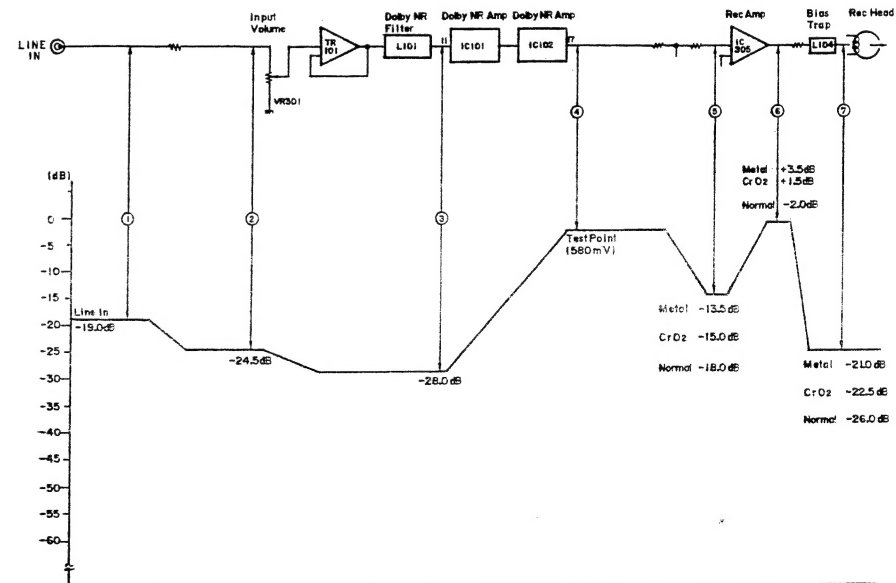 LINE IN
Input Volume
TR 101
VR301
Dolby NR Filter
L101
11
Dolby NR Amp
IC101
Dolby NR Amp
IC102
17
Rec Amp
IC 305
Bias Trap
L104
Rec Head
1
2
3
4
5
6
7
(dB)
0
-5
-10
-15
-20
-25
-30
-35
-40
-45
-50
-55
-60
Line In
-19.0dB
-24.5dB
-28.0dB
Test Point
(580mV)
Metal -13.5dB
CrO2 -15.0dB
Normal -18.0dB
Metal +3.5dB
CrO2 +1.5dB
Normal -2.0dB
Metal -21.0dB
CrO2 -22.5dB
Normal -26.0dB